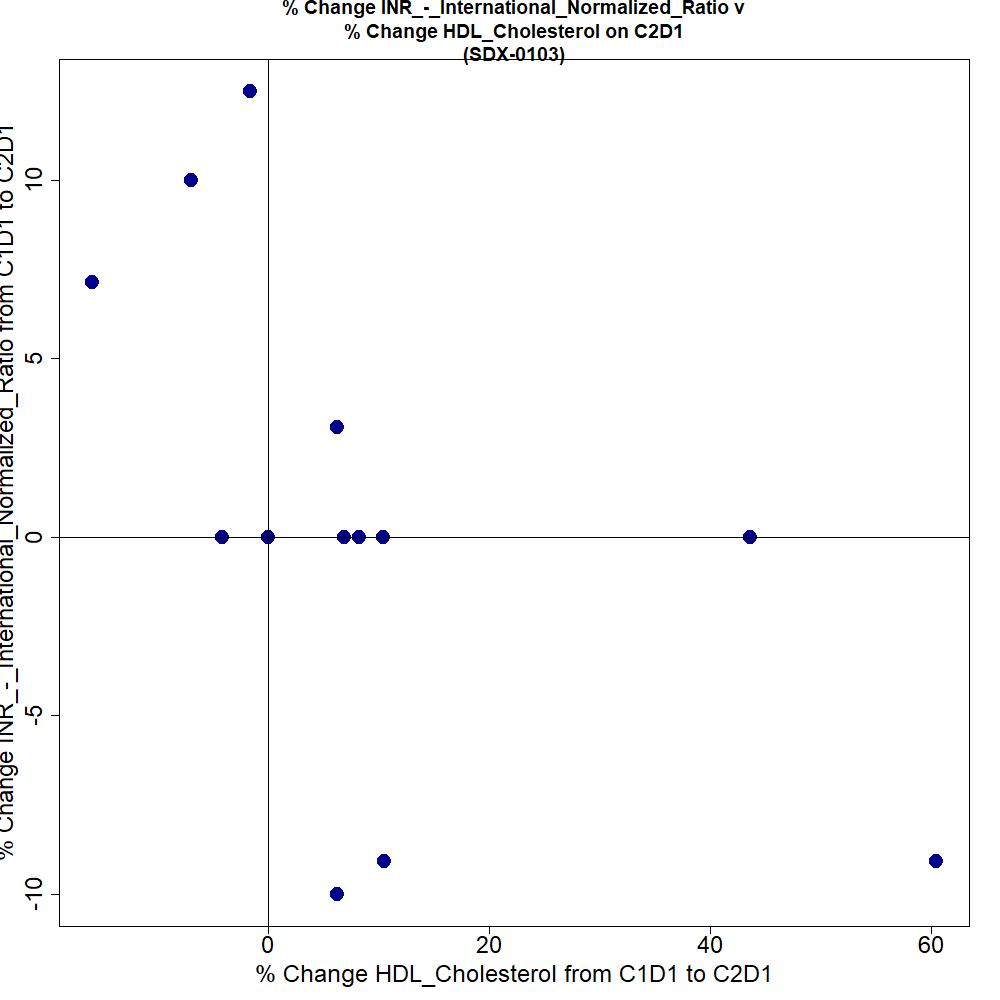 % Change INR_-_International_Normalized_Ratio v
% Change HDL_Cholesterol on C2D1
(SDX-0103)
% Change INR_-_International_Normalized_Ratio from C1D1 to C2D1
10
5
0
-5
-10
0 20 40 60
% Change HDL_Cholesterol from C1D1 to C2D1